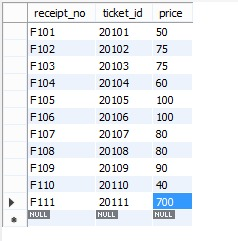 receipt_no ticket_id price
F101 20101 50
F102 20102 75
F103 20103 75
F104 20104 60
F105 20105 100
F106 20106 100
F107 20107 80
F108 20108 80
F109 20109 90
F110 20110 40
F111 20111 700
NULL NULL NULL